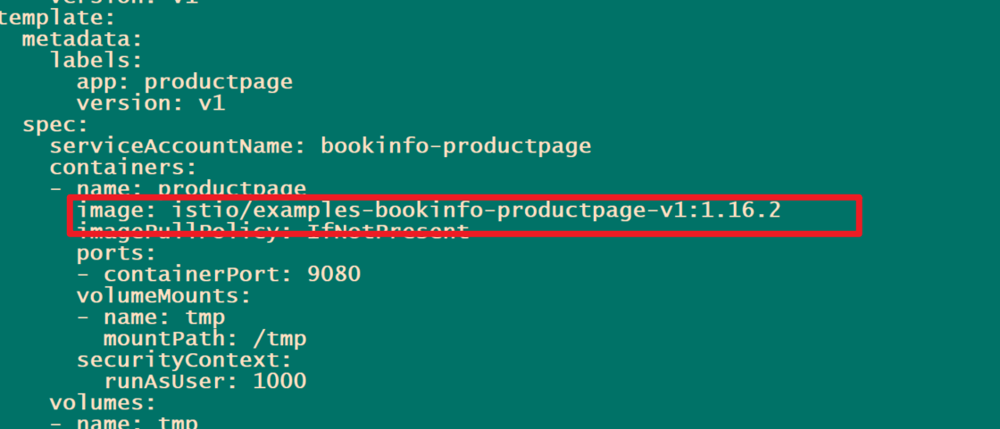 version: v1
template:
metadata:
labels:
app: productpage
version: v1
spec:
serviceAccountName: bookinfo-productpage
containers:
- name: productpage
image: istio/examples-bookinfo-productpage-v1:1.16.2
imagePullPolicy: IfNotPresent
ports:
- containerPort: 9080
volumeMounts:
- name: tmp
mountPath: /tmp
securityContext:
runAsUser: 1000
volumes:
- name: tmp